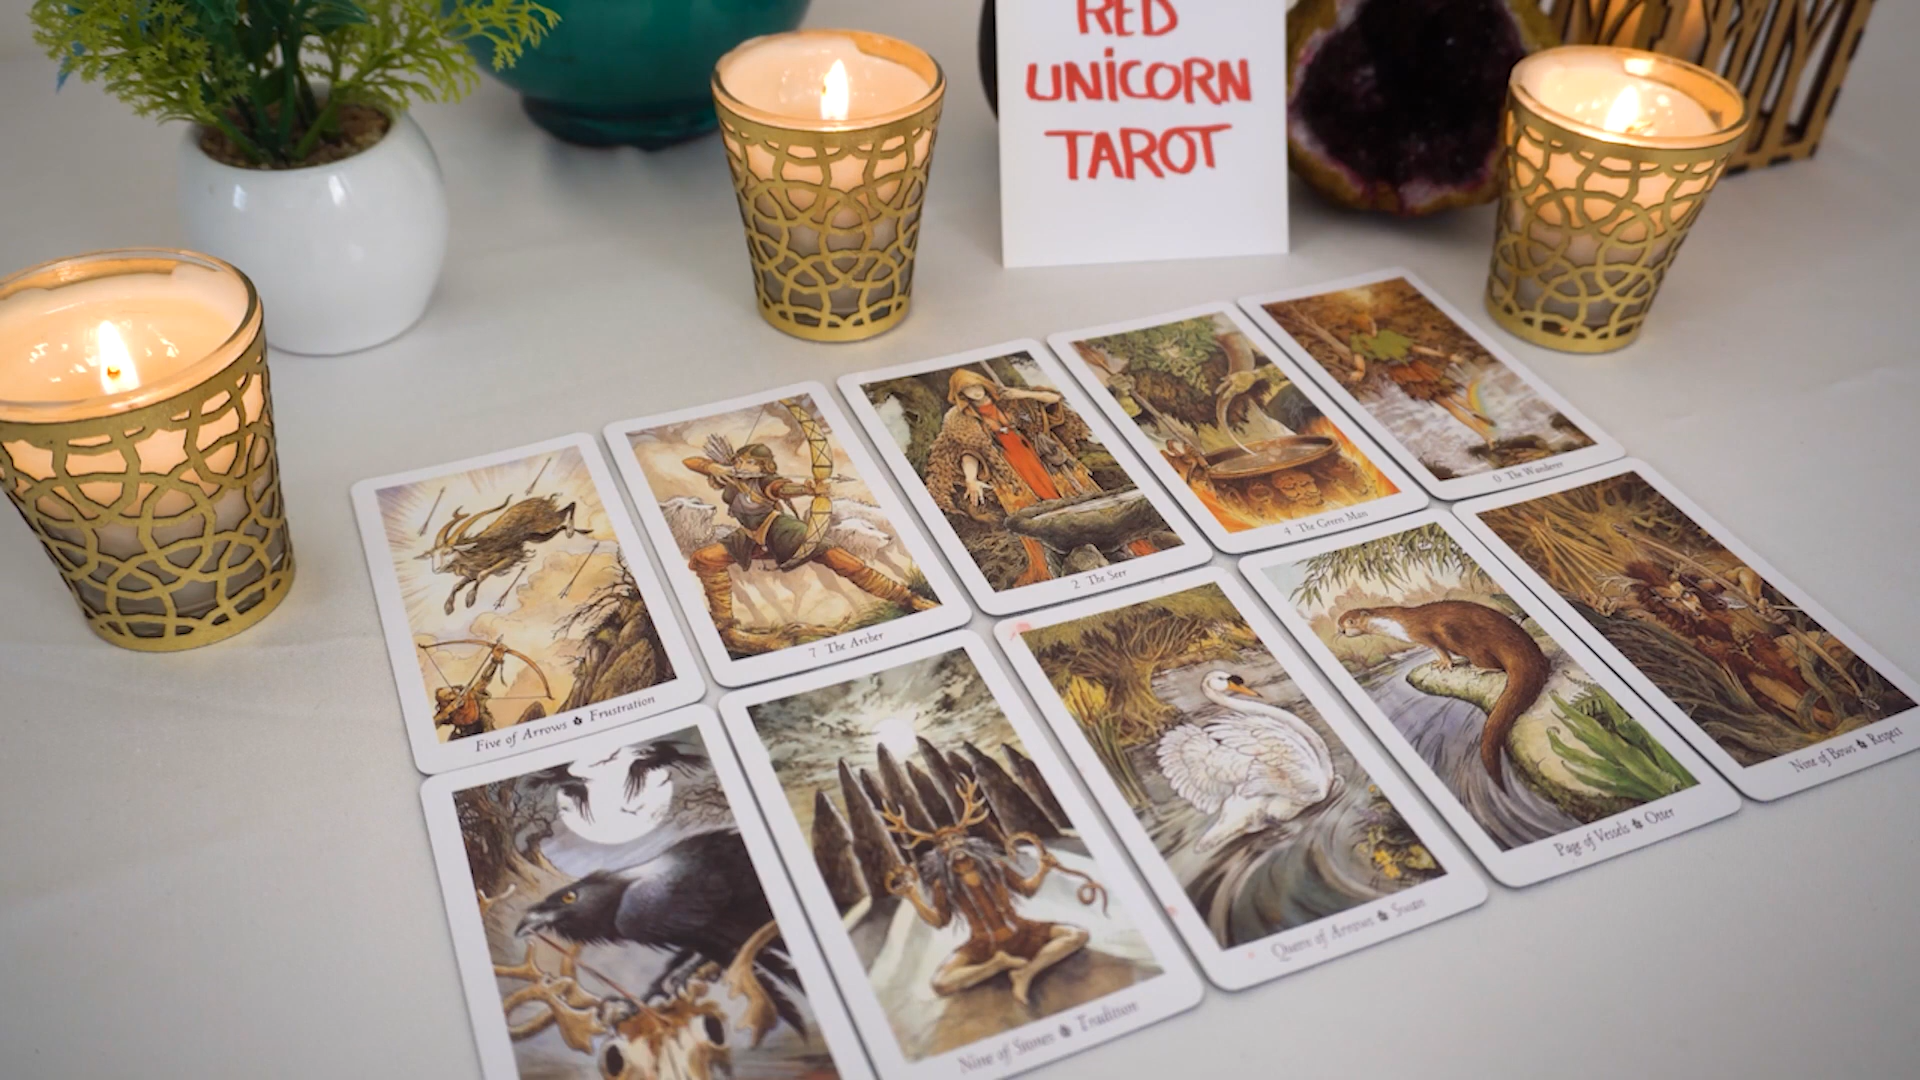 RED
UNICORN
TAROT
Five of Arrows Frustration
7 The Archer
2 The Seer
4 The Green Man
0 The Wanderer
Nine of Stones Tradition
Queen of Arrows Swan
Page of Vessels Otter
Nine of Bows Respect